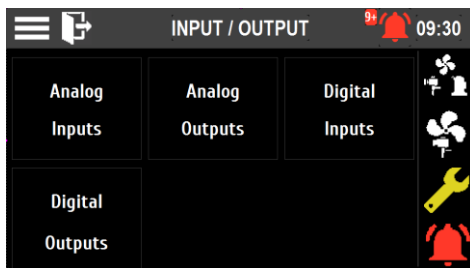 INPUT / OUTPUT 9+ 09:30
Analog Analog Digital
Inputs Outputs Inputs
Digital
Outputs